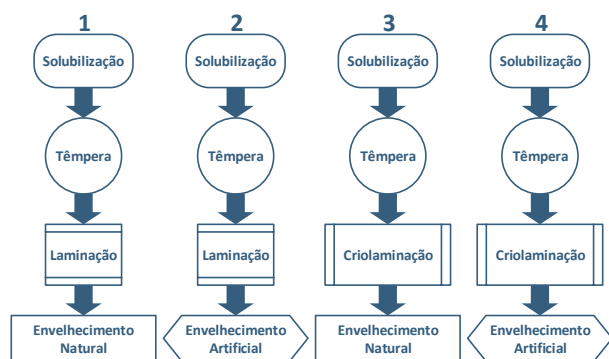 1 2 3 4
Solubilização Solubilização Solubilização Solubilização
Têmpera Têmpera Têmpera Têmpera
Laminação Laminação Criolaminação Criolaminação
Envelhecimento Envelhecimento Envelhecimento Envelhecimento
Natural Artificial Natural Artificial